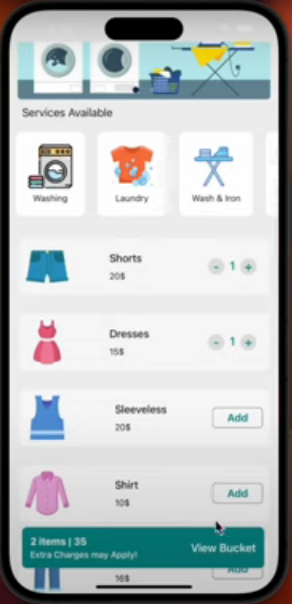 Services Available
Washing
Laundry
Wash & Iron
Shorts
20$
- 1 +
Dresses
15$
- 1 +
Sleeveless
20$
Add
Shirt
10$
Add
2 items | 35
Extra Charges may Apply!
View Bucket
Add
16$